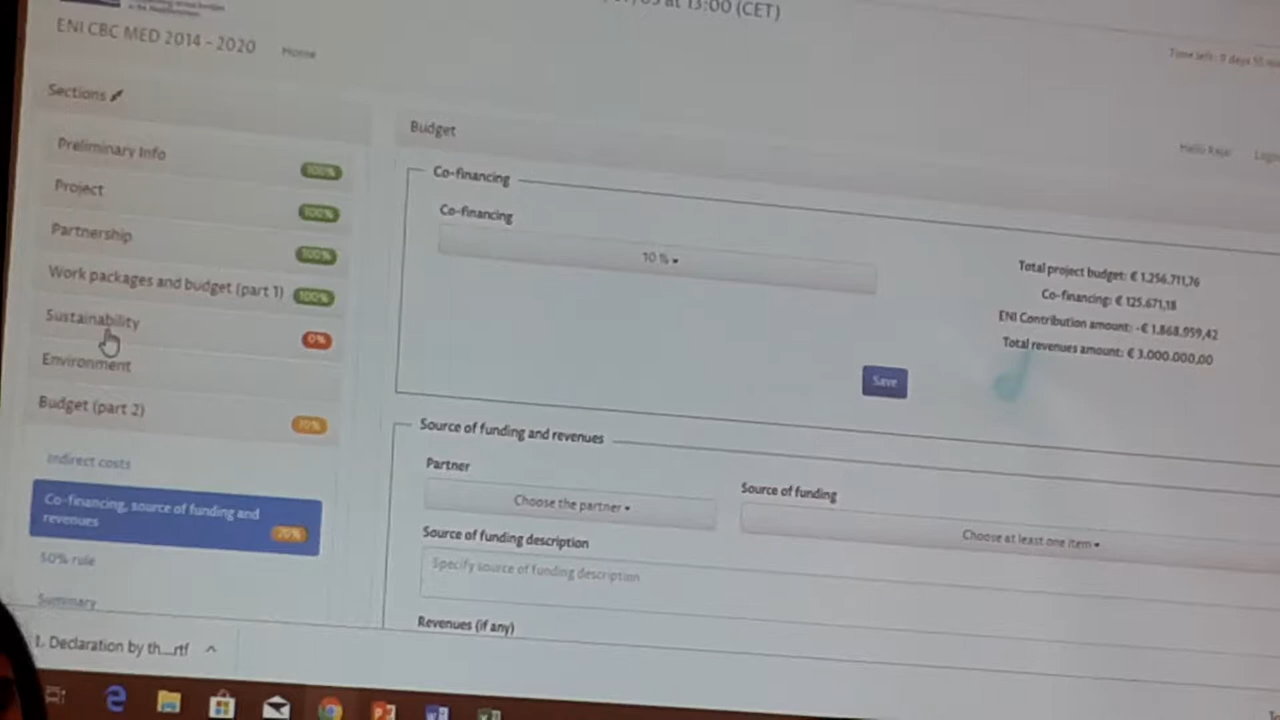 at 13:00 (CET)
ENI CBC MED 2014 - 2020
Home
Sections
Preliminary Info
100%
Project
100%
Partnership
100%
Work packages and budget (part 1)
100%
Sustainability
0%
Environment
Budget (part 2)
Indirect costs
Co-financing, source of funding and
revenues
20%
50% rule
Summary
Budget
Co-financing
Co-financing
10 %
Total project budget: € 1.256.711,76
Co-financing: € 125.671,18
ENI Contribution amount: -€ 1.868.959,42
Total revenues amount: € 3.000.000,00
Save
Source of funding and revenues
Partner
Choose the partner
Source of funding
Choose at least one item
Source of funding description
Specify source of funding description
Revenues (if any)
1. Declaration by th....rtf